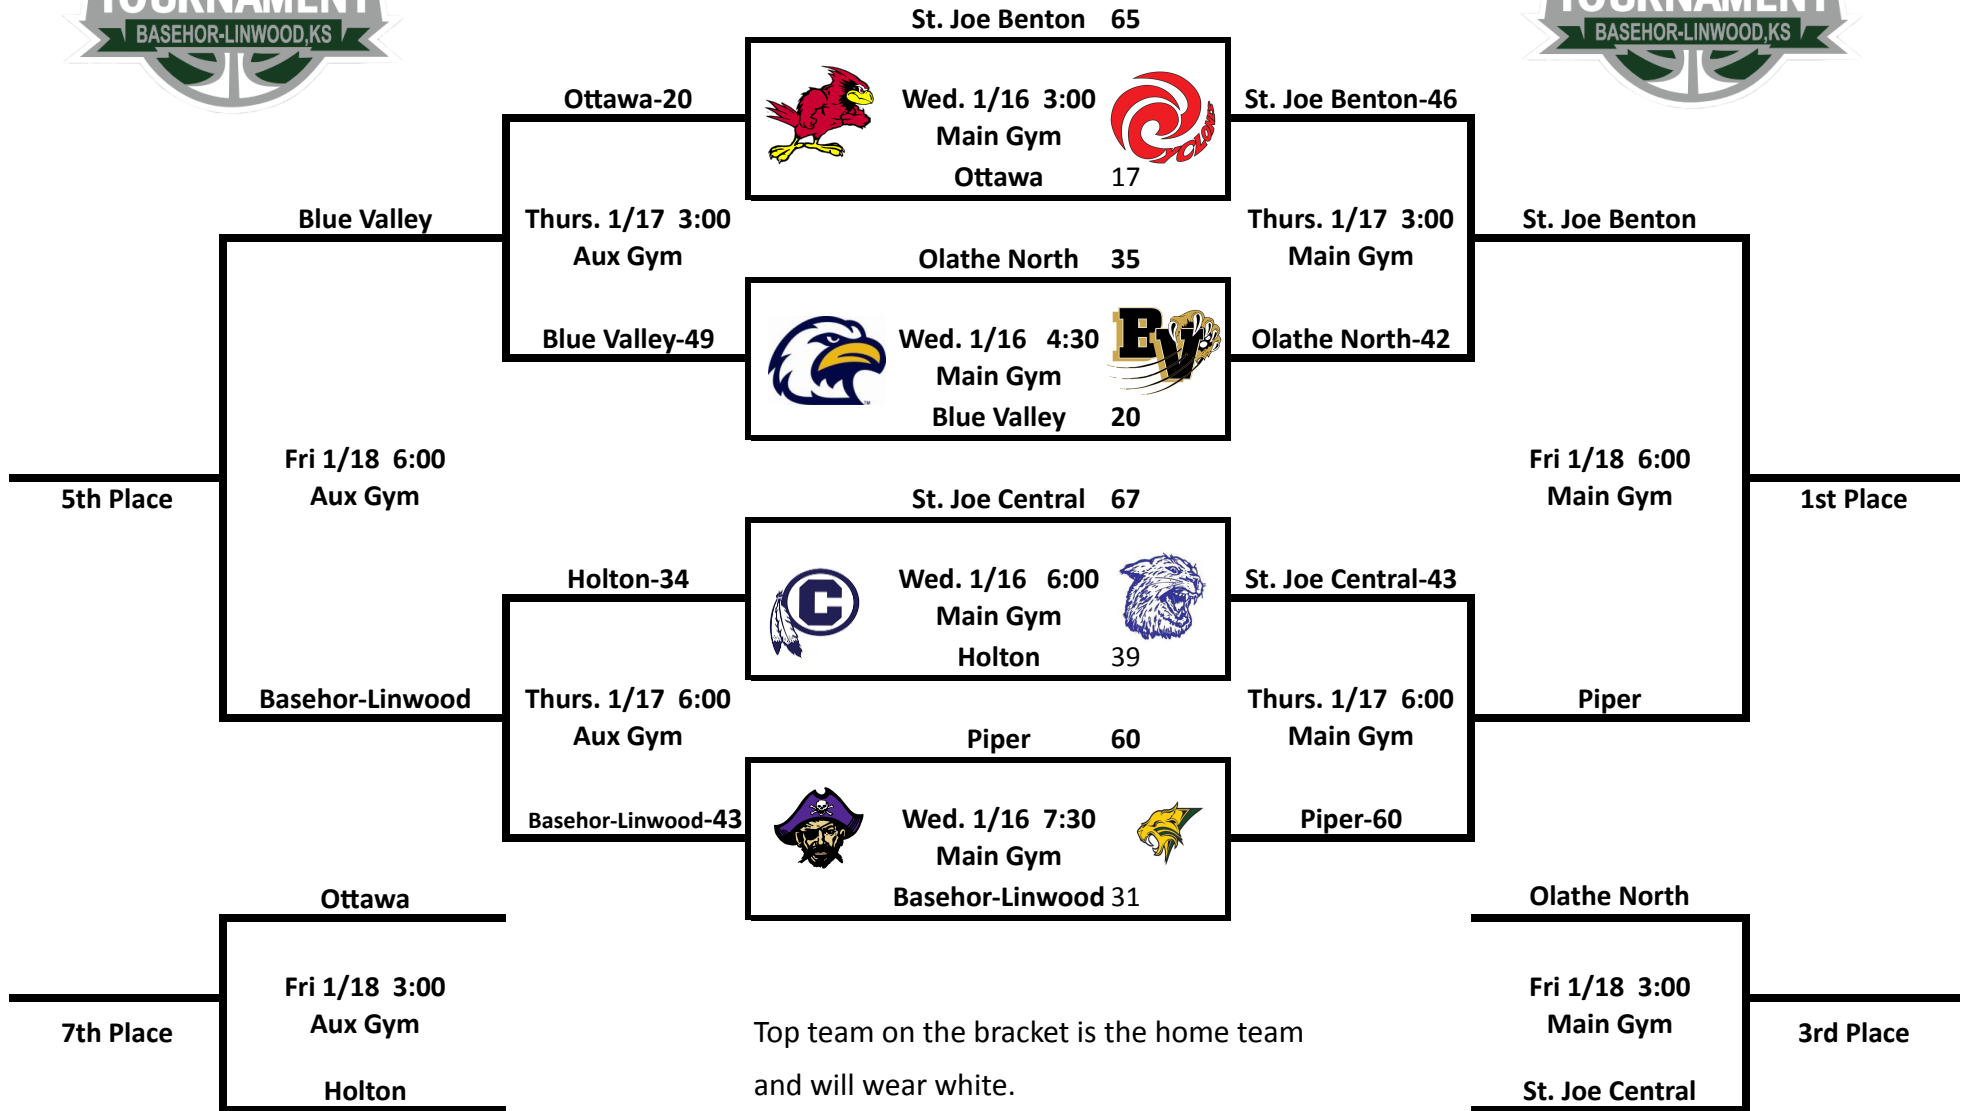 TOURNAMENT
BASEHOR-LINWOOD,KS
TOURNAMENT
BASEHOR-LINWOOD,KS
St. Joe Benton 65
Ottawa-20
Wed. 1/16 3:00
Main Gym
CYCLONES
Ottawa 17
St. Joe Benton-46
Blue Valley
Thurs. 1/17 3:00
Aux Gym
Thurs. 1/17 3:00
Main Gym
St. Joe Benton
Olathe North 35
Blue Valley-49
Wed. 1/16 4:30
Main Gym
BV
Blue Valley 20
Olathe North-42
Fri 1/18 6:00
Aux Gym
5th Place
Fri 1/18 6:00
Main Gym
1st Place
St. Joe Central 67
Holton-34
C
Wed. 1/16 6:00
Main Gym
Holton 39
St. Joe Central-43
Basehor-Linwood
Thurs. 1/17 6:00
Aux Gym
Thurs. 1/17 6:00
Main Gym
Piper
Piper 60
Basehor-Linwood-43
Wed. 1/16 7:30
Main Gym
Basehor-Linwood 31
Piper-60
Ottawa
Fri 1/18 3:00
Aux Gym
7th Place
Holton
Top team on the bracket is the home team
and will wear white.
Olathe North
Fri 1/18 3:00
Main Gym
3rd Place
St. Joe Central